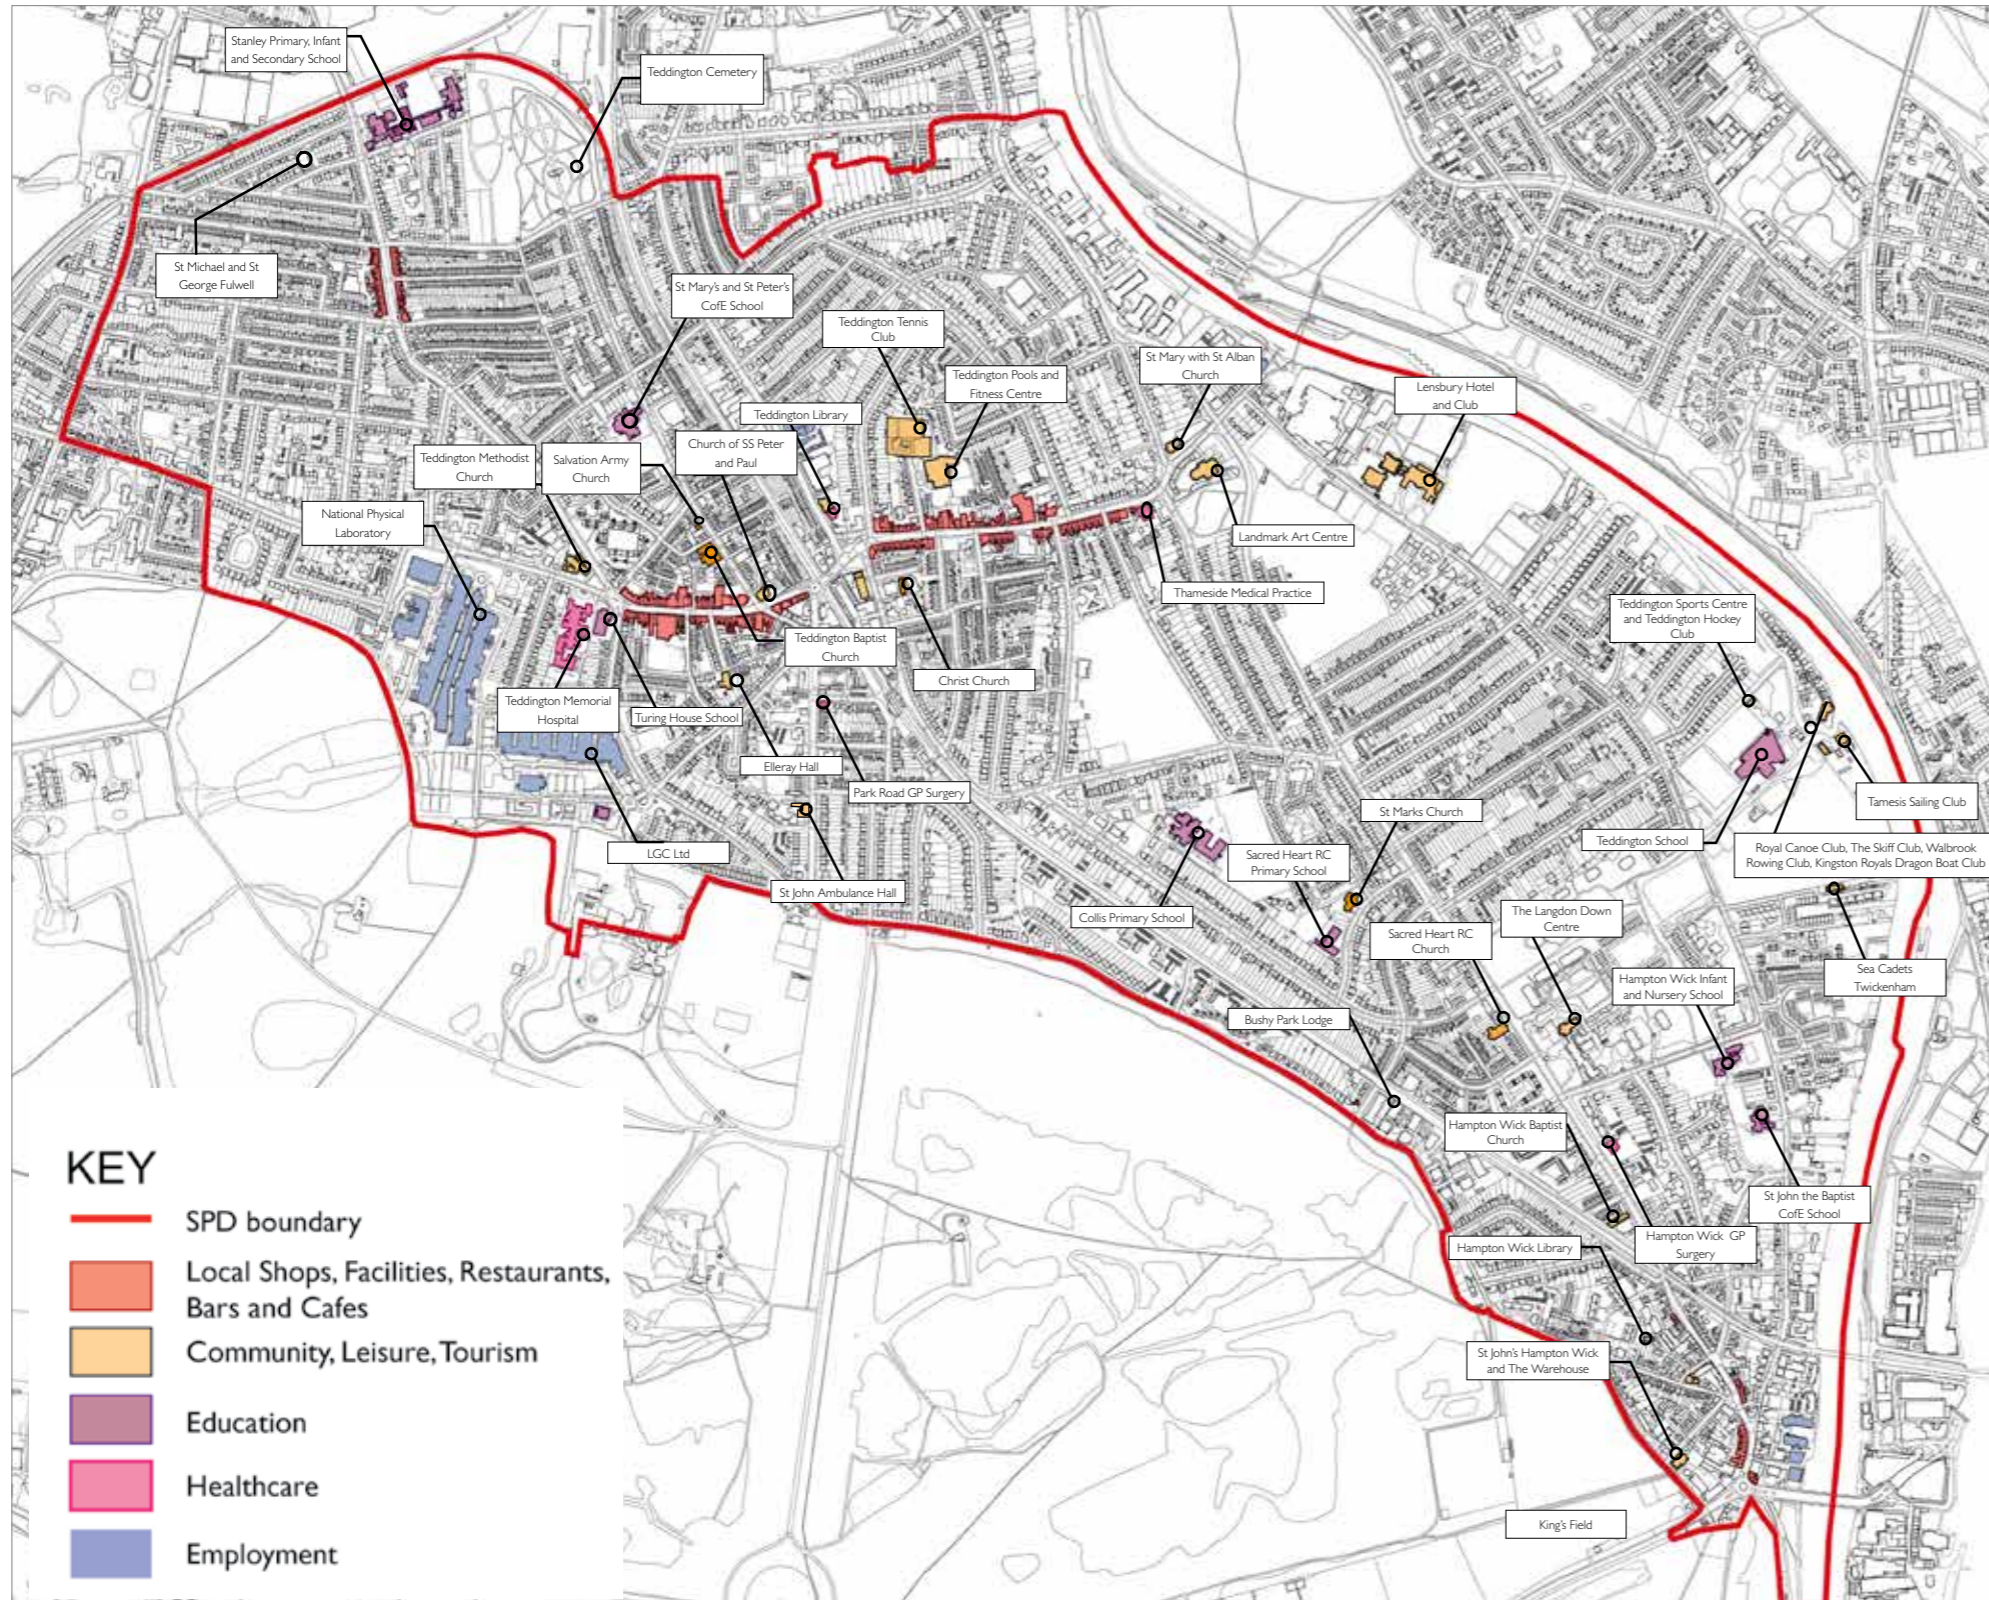 Stanley Primary, Infant
and Secondary School
Teddington Cemetery
St Michael and St
George Fulwell
St Mary's and St Peter's
CofE School
Teddington Tennis
Club
Teddington Pools and
Fitness Centre
St Mary with St Alban
Church
Lensbury Hotel
and Club
Teddington Library
Church of SS Peter
and Paul
Teddington Methodist
Church
Salvation Army
Church
National Physical
Laboratory
Landmark Art Centre
Thameside Medical Practice
Teddington Sports Centre
and Teddington Hockey
Club
Teddington Baptist
Church
Christ Church
Teddington Memorial
Hospital
Turing House School
Elleray Hall
Park Road GP Surgery
LGC Ltd
St John Ambulance Hall
Tamesis Sailing Club
St Marks Church
Teddington School
Royal Canoe Club, The Skiff Club, Walbrook
Rowing Club, Kingston Royals Dragon Boat Club
Sacred Heart RC
Primary School
Collis Primary School
The Langdon Down
Centre
Sacred Heart RC
Church
Sea Cadets
Twickenham
Hampton Wick Infant
and Nursery School
Bushy Park Lodge
Hampton Wick Baptist
Church
St John the Baptist
CofE School
Hampton Wick GP
Surgery
Hampton Wick Library
St John's Hampton Wick
and The Warehouse
King's Field
KEY
SPD boundary
Local Shops, Facilities, Restaurants,
Bars and Cafes
Community, Leisure, Tourism
Education
Healthcare
Employment